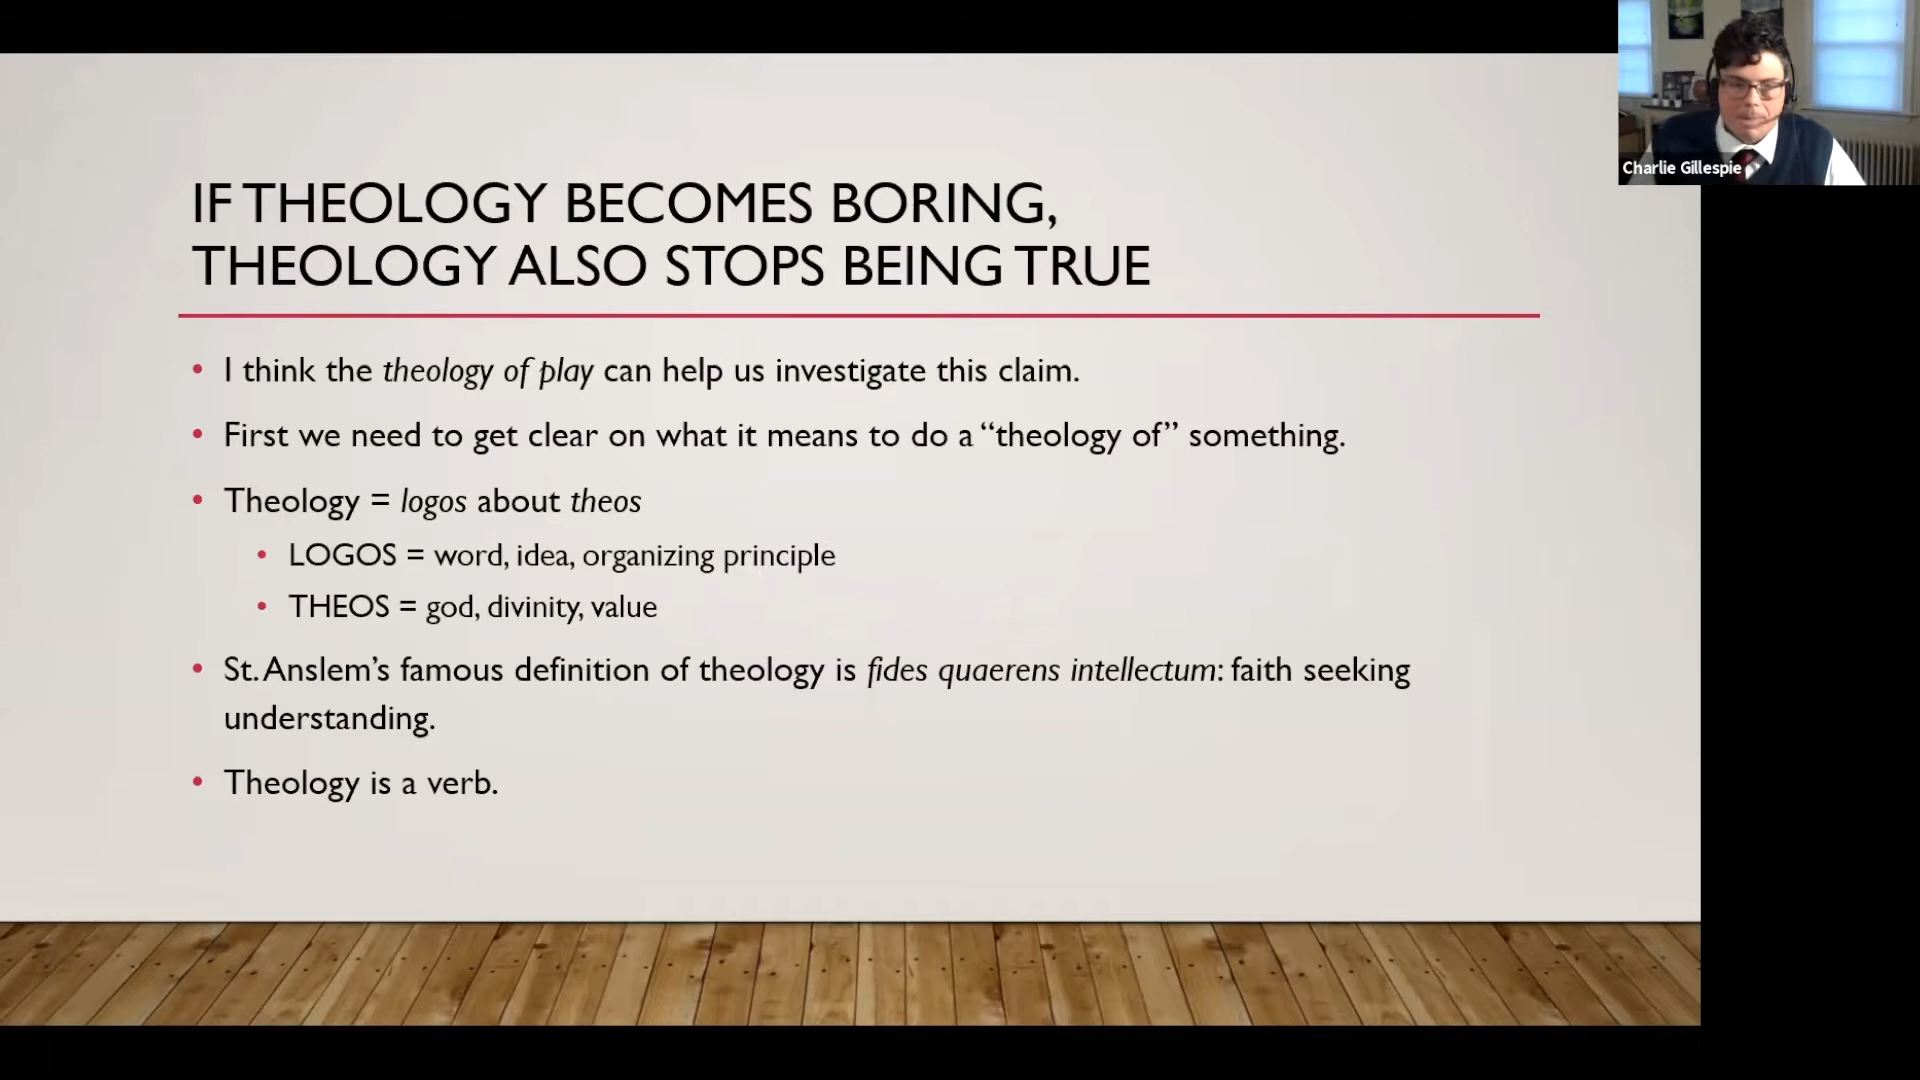 IF THEOLOGY BECOMES BORING,
THEOLOGY ALSO STOPS BEING TRUE
• I think the theology of play can help us investigate this claim.
• First we need to get clear on what it means to do a “theology of” something.
• Theology = logos about theos
• LOGOS = word, idea, organizing principle
• THEOS = god, divinity, value
• St. Anslem’s famous definition of theology is fides quaerens intellectum: faith seeking
understanding.
• Theology is a verb.
Charlie Gillespie